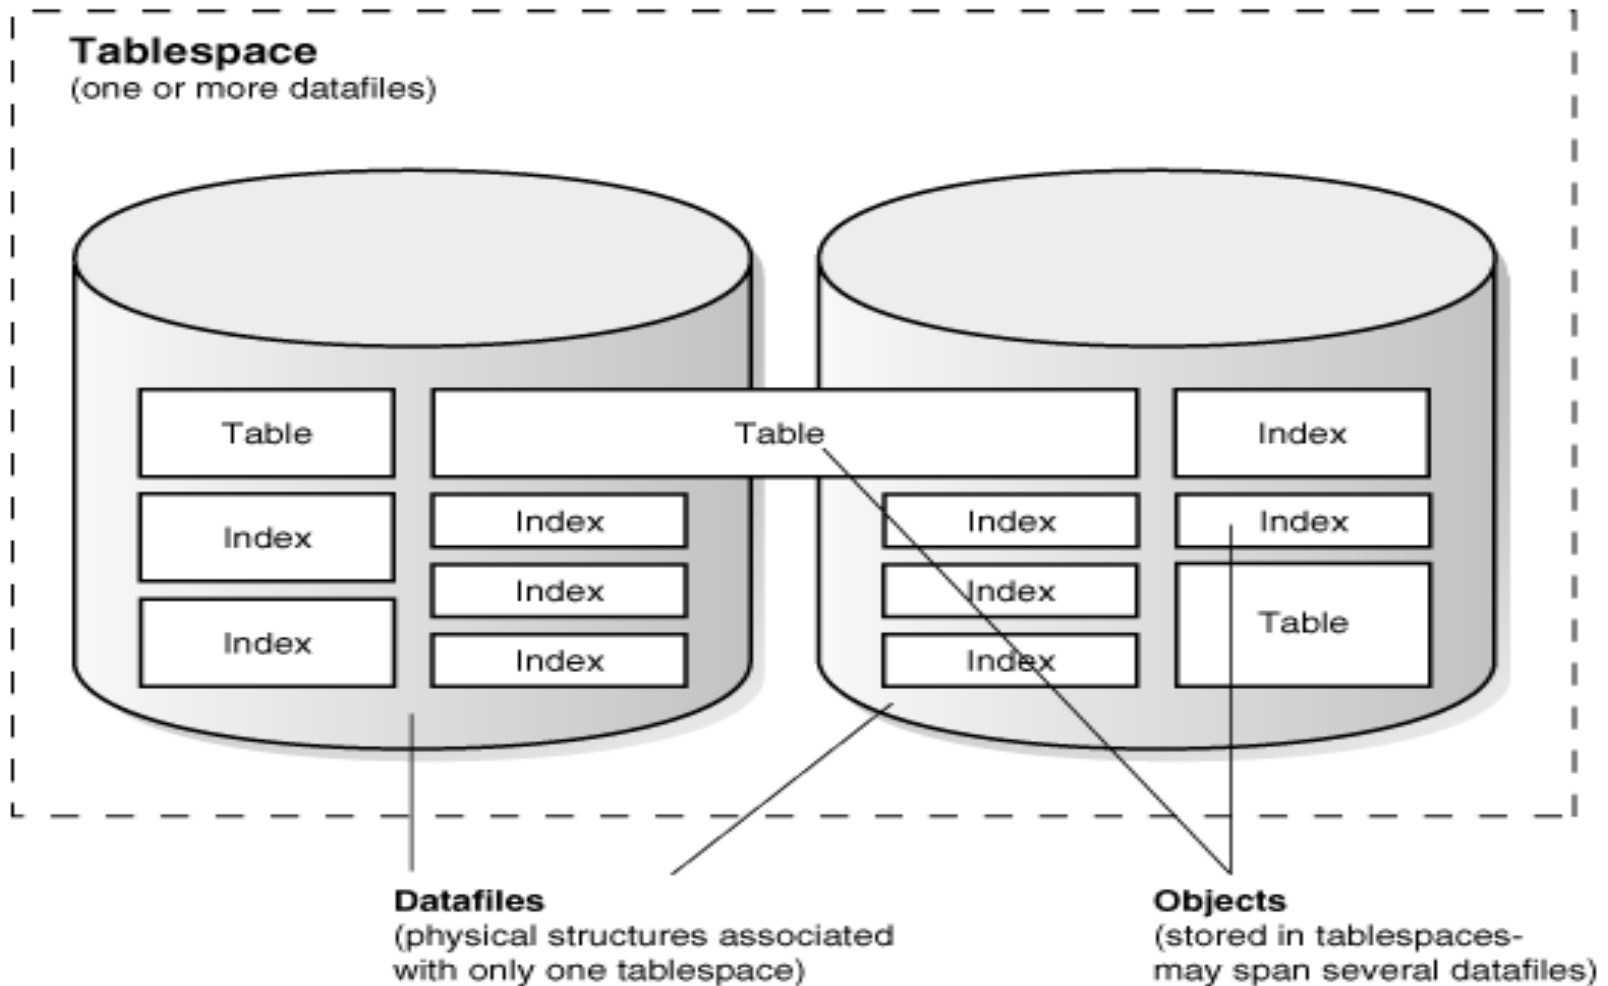 Tablespace
(one or more datafiles)
Table
Table
Index
Index
Index
Index
Index
Index
Index
Index
Index
Index
Index
Table
Datafiles
(physical structures associated
with only one tablespace)
Objects
(stored in tablespaces-
may span several datafiles)